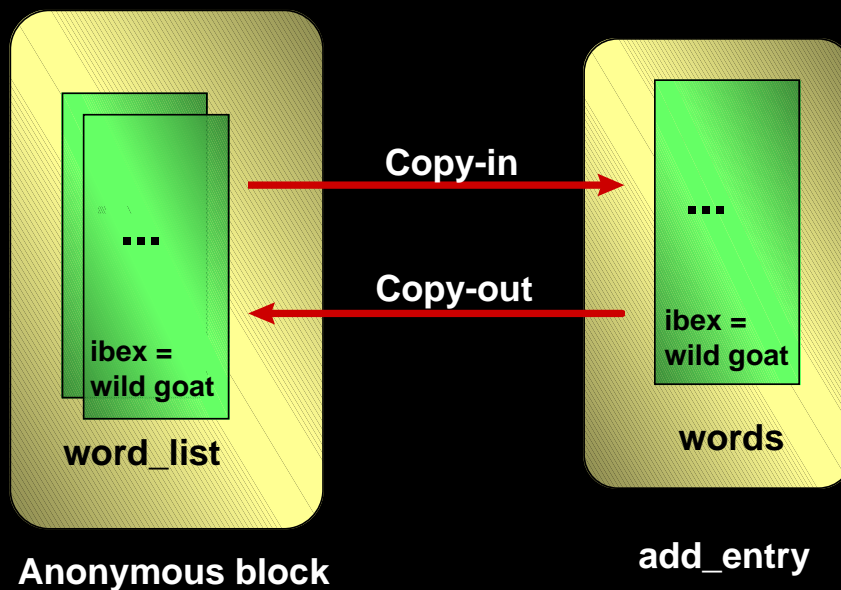 Copy-in
...
...
Copy-out
ibex =
wild goat
ibex =
wild goat
word_list
words
Anonymous block
add_entry